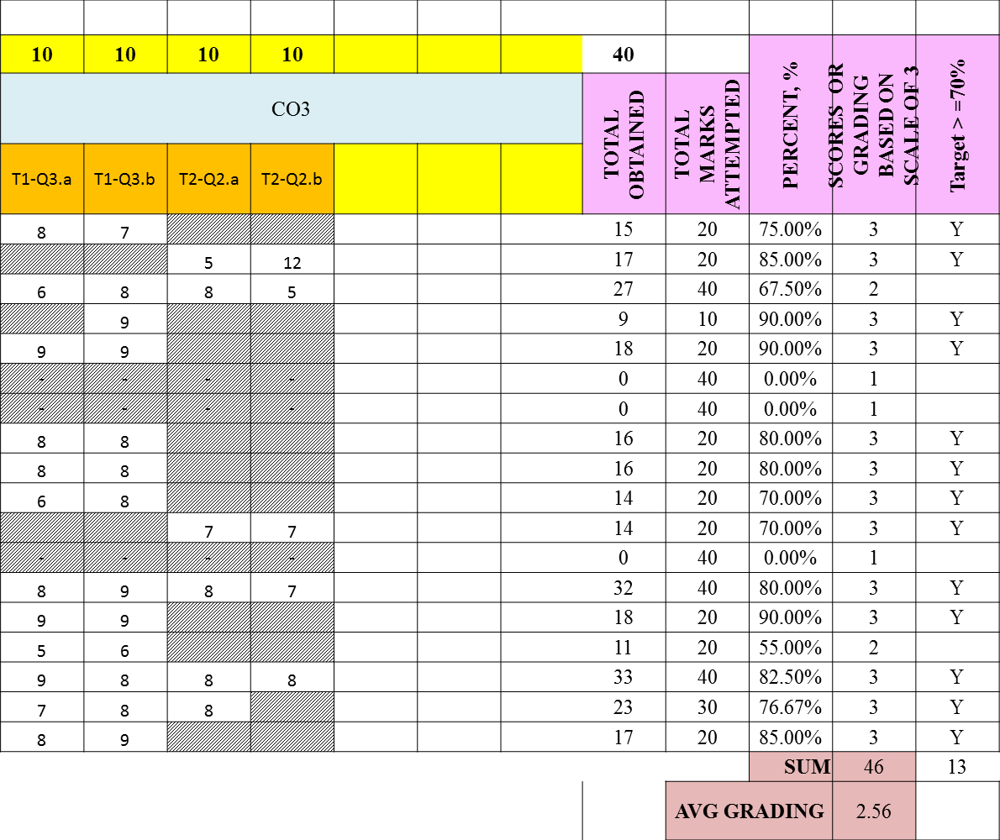 10 10 10 10 40
CO3
TOTAL OBTAINED
TOTAL MARKS ATTEMPTED
PERCENT, %
SCORES OR GRADING BASED ON SCALE OF 3
Target > =70%
T1-Q3.a T1-Q3.b T2-Q2.a T2-Q2.b
8 7 15 20 75.00% 3 Y
5 12 17 20 85.00% 3 Y
6 8 8 5 27 40 67.50% 2
9 9 10 90.00% 3 Y
9 9 18 20 90.00% 3 Y
- - - - 0 40 0.00% 1
- - - - 0 40 0.00% 1
8 8 16 20 80.00% 3 Y
8 8 16 20 80.00% 3 Y
6 8 14 20 70.00% 3 Y
7 7 14 20 70.00% 3 Y
- - - - 0 40 0.00% 1
8 9 8 7 32 40 80.00% 3 Y
9 9 18 20 90.00% 3 Y
5 6 11 20 55.00% 2
9 8 8 8 33 40 82.50% 3 Y
7 8 8 23 30 76.67% 3 Y
8 9 17 20 85.00% 3 Y
SUM 46 13
AVG GRADING 2.56